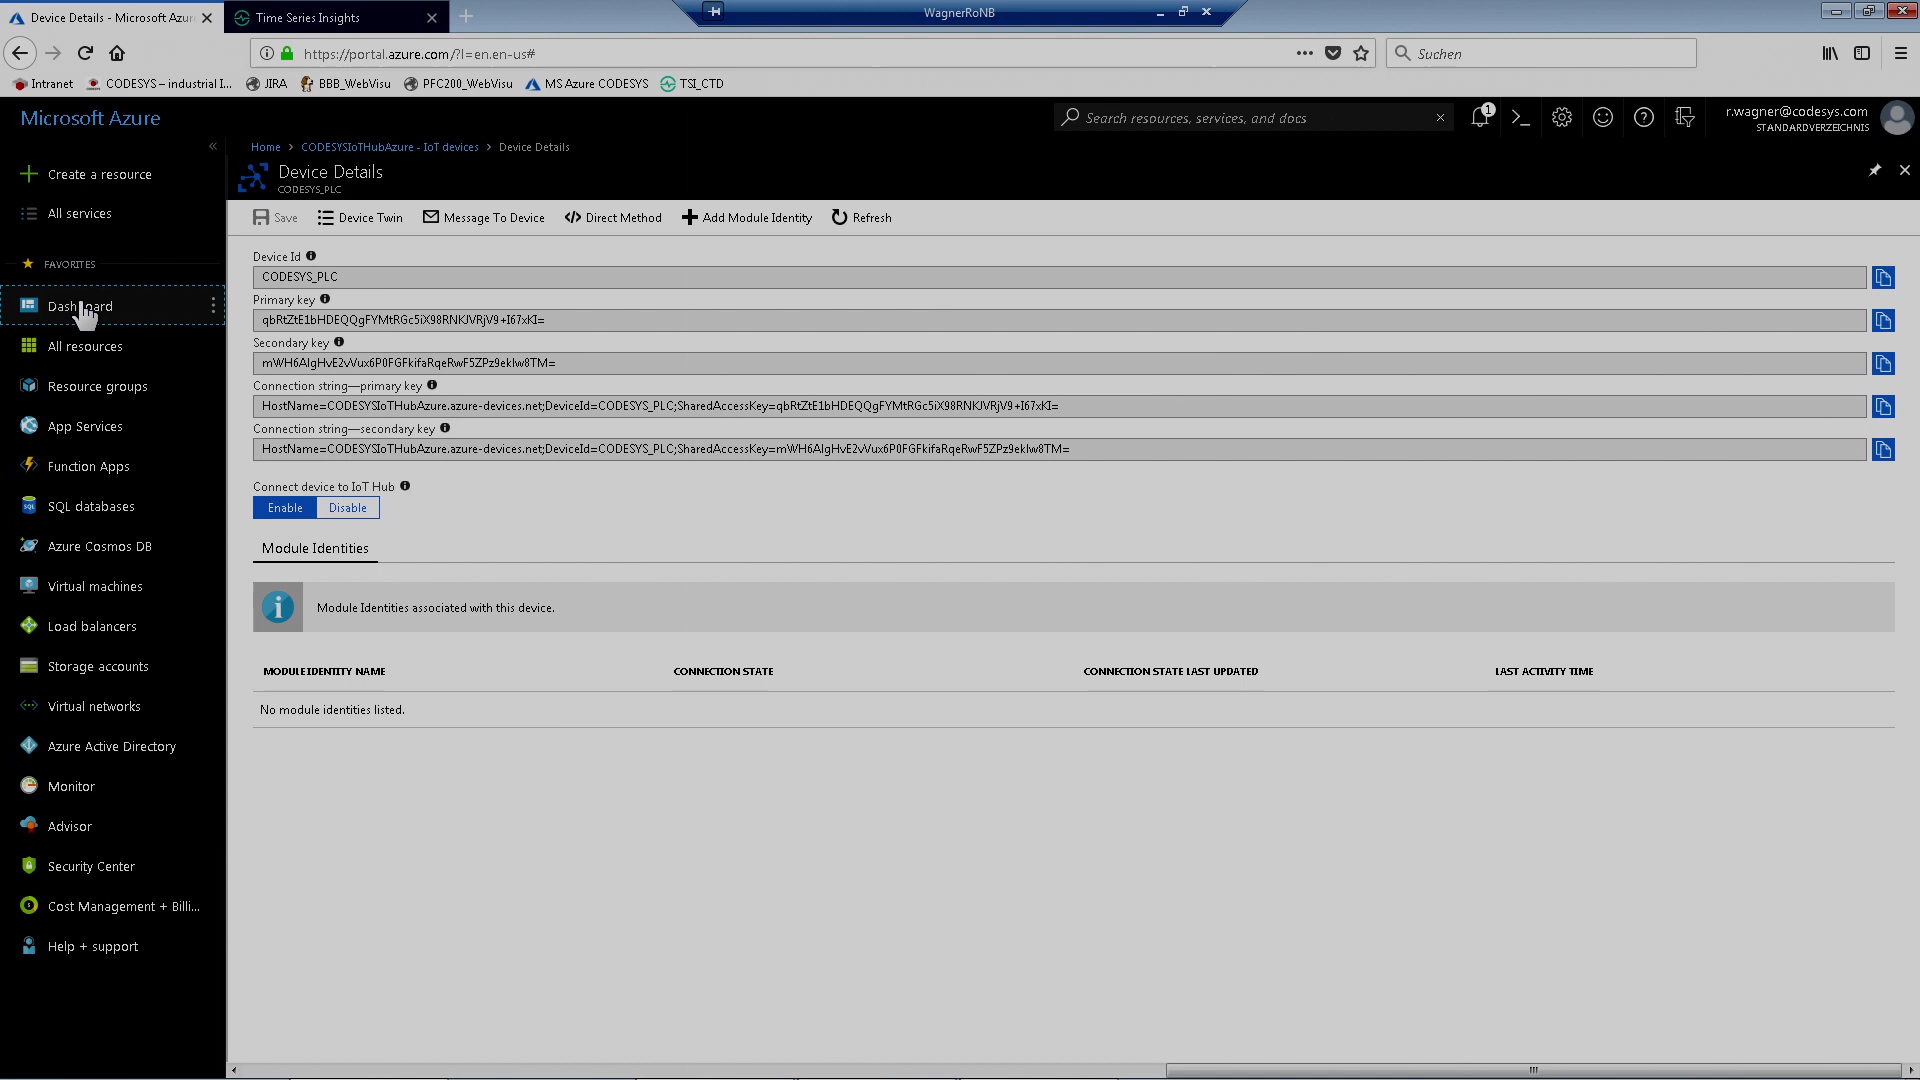 Device Details - Microsoft Azur
Time Series Insights
WagnerRoNB
https://portal.azure.com/?l=en.en-us#
Suchen
Intranet
CODESYS – industrial I...
JIRA
BBB_WebVisu
PFC200_WebVisu
MS Azure CODESYS
TSI_CTD
Microsoft Azure
Search resources, services, and docs
1
r.wagner@codesys.com
STANDARDVERZEICHNIS
Create a resource
All services
FAVORITES
Dashboard
All resources
Resource groups
App Services
Function Apps
SQL databases
Azure Cosmos DB
Virtual machines
Load balancers
Storage accounts
Virtual networks
Azure Active Directory
Monitor
Advisor
Security Center
Cost Management + Billi...
Help + support
Home > CODESYSIoTHubAzure - IoT devices > Device Details
Device Details
CODESYS_PLC
Save
Device Twin
Message To Device
Direct Method
Add Module Identity
Refresh
Device Id
CODESYS_PLC
Primary key
Secondary key
Connection string—primary key
HostName=CODESYSIoTHubAzure.azure-devices.net;DeviceId=CODESYS_PLC;SharedAccessKey=
Connection string—secondary key
HostName=CODESYSIoTHubAzure.azure-devices.net;DeviceId=CODESYS_PLC;SharedAccessKey=
Connect device to IoT Hub
Enable
Disable
Module Identities
Module Identities associated with this device.
MODULE IDENTITY NAME
CONNECTION STATE
CONNECTION STATE LAST UPDATED
LAST ACTIVITY TIME
No module identities listed.